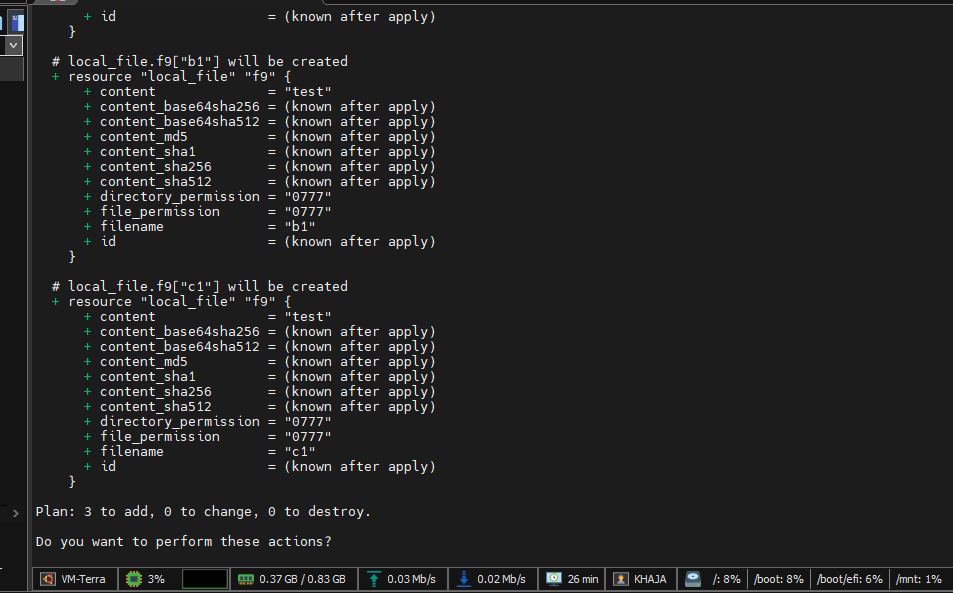 + id                   = (known after apply)
}
# local_file.f9["b1"] will be created
+ resource "local_file" "f9" {
+ content              = "test"
+ content_base64sha256 = (known after apply)
+ content_base64sha512 = (known after apply)
+ content_md5          = (known after apply)
+ content_sha1         = (known after apply)
+ content_sha256       = (known after apply)
+ content_sha512       = (known after apply)
+ directory_permission = "0777"
+ file_permission      = "0777"
+ filename             = "b1"
+ id                   = (known after apply)
}
# local_file.f9["c1"] will be created
+ resource "local_file" "f9" {
+ content              = "test"
+ content_base64sha256 = (known after apply)
+ content_base64sha512 = (known after apply)
+ content_md5          = (known after apply)
+ content_sha1         = (known after apply)
+ content_sha256       = (known after apply)
+ content_sha512       = (known after apply)
+ directory_permission = "0777"
+ file_permission      = "0777"
+ filename             = "c1"
+ id                   = (known after apply)
}
Plan: 3 to add, 0 to change, 0 to destroy.
Do you want to perform these actions?
VM-Terra 3% 0.37 GB / 0.83 GB 0.03 Mb/s 0.02 Mb/s 26 min KHAJA /: 8% /boot: 8% /boot/efi: 6% /mnt: 1%